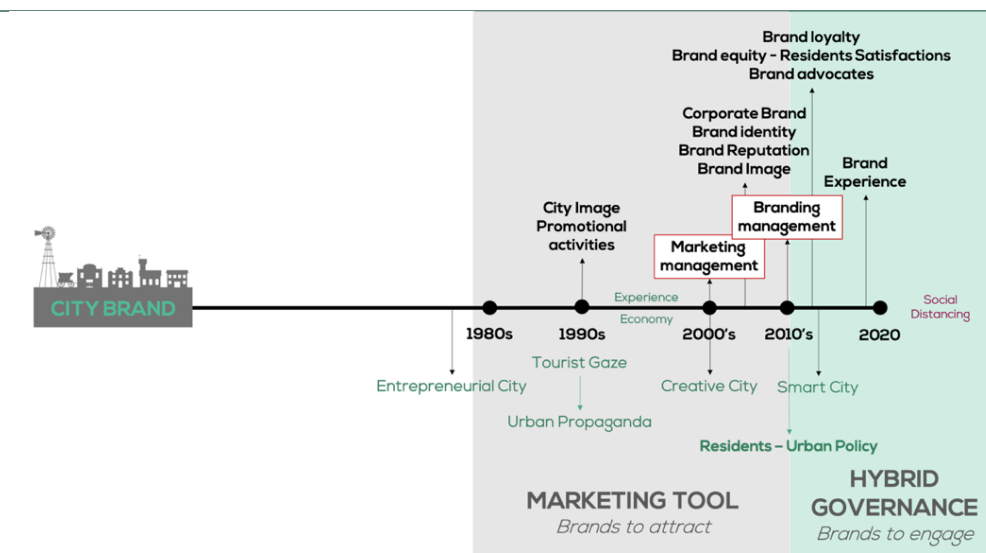 Brand loyalty
Brand equity - Residents Satisfactions
Brand advocates
Corporate Brand
Brand identity
Brand Reputation
Brand Image
Brand
Experience
City Image
Promotional
activities
Marketing
management
Branding
management
CITY BRAND
Experience
Economy
Social
Distancing
1980s
1990s
2000's
2010's
2020
Entrepreneurial City
Tourist Gaze
Urban Propaganda
Creative City
Smart City
Residents – Urban Policy
MARKETING TOOL
Brands to attract
HYBRID
GOVERNANCE
Brands to engage